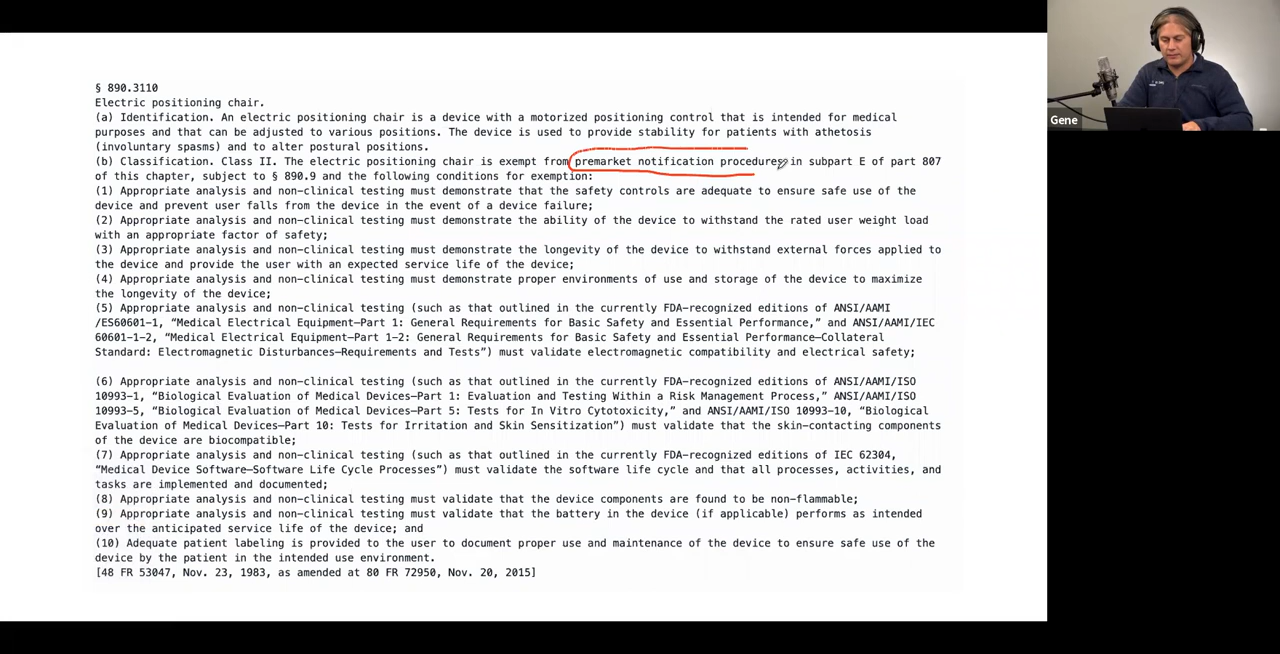 § 890.3110
Electric positioning chair.
(a) Identification. An electric positioning chair is a device with a motorized positioning control that is intended for medical
purposes and that can be adjusted to various positions. The device is used to provide stability for patients with athetosis
(involuntary spasms) and to alter postural positions.
(b) Classification. Class II. The electric positioning chair is exempt from premarket notification procedures in subpart E of part 807
of this chapter, subject to § 890.9 and the following conditions for exemption:
(1) Appropriate analysis and non-clinical testing must demonstrate that the safety controls are adequate to ensure safe use of the
device and prevent user falls from the device in the event of a device failure;
(2) Appropriate analysis and non-clinical testing must demonstrate the ability of the device to withstand the rated user weight load
with an appropriate factor of safety;
(3) Appropriate analysis and non-clinical testing must demonstrate the longevity of the device to withstand external forces applied to
the device and provide the user with an expected service life of the device;
(4) Appropriate analysis and non-clinical testing must demonstrate proper environments of use and storage of the device to maximize
the longevity of the device;
(5) Appropriate analysis and non-clinical testing (such as that outlined in the currently FDA-recognized editions of ANSI/AAMI
/ES60601-1, “Medical Electrical Equipment—Part 1: General Requirements for Basic Safety and Essential Performance,” and ANSI/AAMI/IEC
60601-1-2, “Medical Electrical Equipment—Part 1-2: General Requirements for Basic Safety and Essential Performance—Collateral
Standard: Electromagnetic Disturbances—Requirements and Tests”) must validate electromagnetic compatibility and electrical safety;
(6) Appropriate analysis and non-clinical testing (such as that outlined in the currently FDA-recognized editions of ANSI/AAMI/ISO
10993-1, “Biological Evaluation of Medical Devices—Part 1: Evaluation and Testing Within a Risk Management Process,” ANSI/AAMI/ISO
10993-5, “Biological Evaluation of Medical Devices—Part 5: Tests for In Vitro Cytotoxicity,” and ANSI/AAMI/ISO 10993-10, “Biological
Evaluation of Medical Devices—Part 10: Tests for Irritation and Skin Sensitization”) must validate that the skin-contacting components
of the device are biocompatible;
(7) Appropriate analysis and non-clinical testing (such as that outlined in the currently FDA-recognized editions of IEC 62304,
“Medical Device Software—Software Life Cycle Processes”) must validate the software life cycle and that all processes, activities, and
tasks are implemented and documented;
(8) Appropriate analysis and non-clinical testing must validate that the device components are found to be non-flammable;
(9) Appropriate analysis and non-clinical testing must validate that the battery in the device (if applicable) performs as intended
over the anticipated service life of the device; and
(10) Adequate patient labeling is provided to the user to document proper use and maintenance of the device to ensure safe use of the
device by the patient in the intended use environment.
[48 FR 53047, Nov. 23, 1983, as amended at 80 FR 72950, Nov. 20, 2015]
Gene